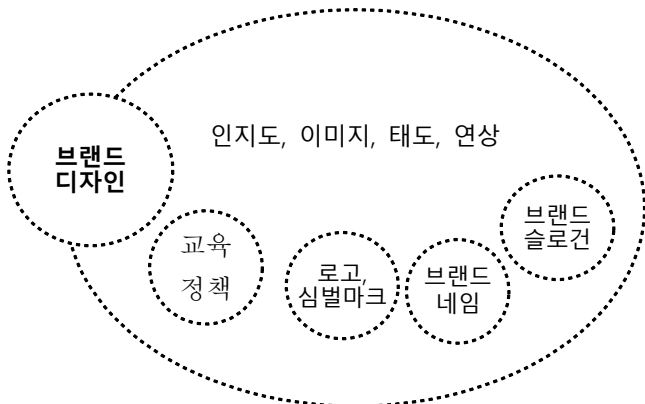 인지도, 이미지, 태도, 연상
브랜드
디자인
브랜드
슬로건
교육
정책
로고,
심벌마크
브랜드
네임